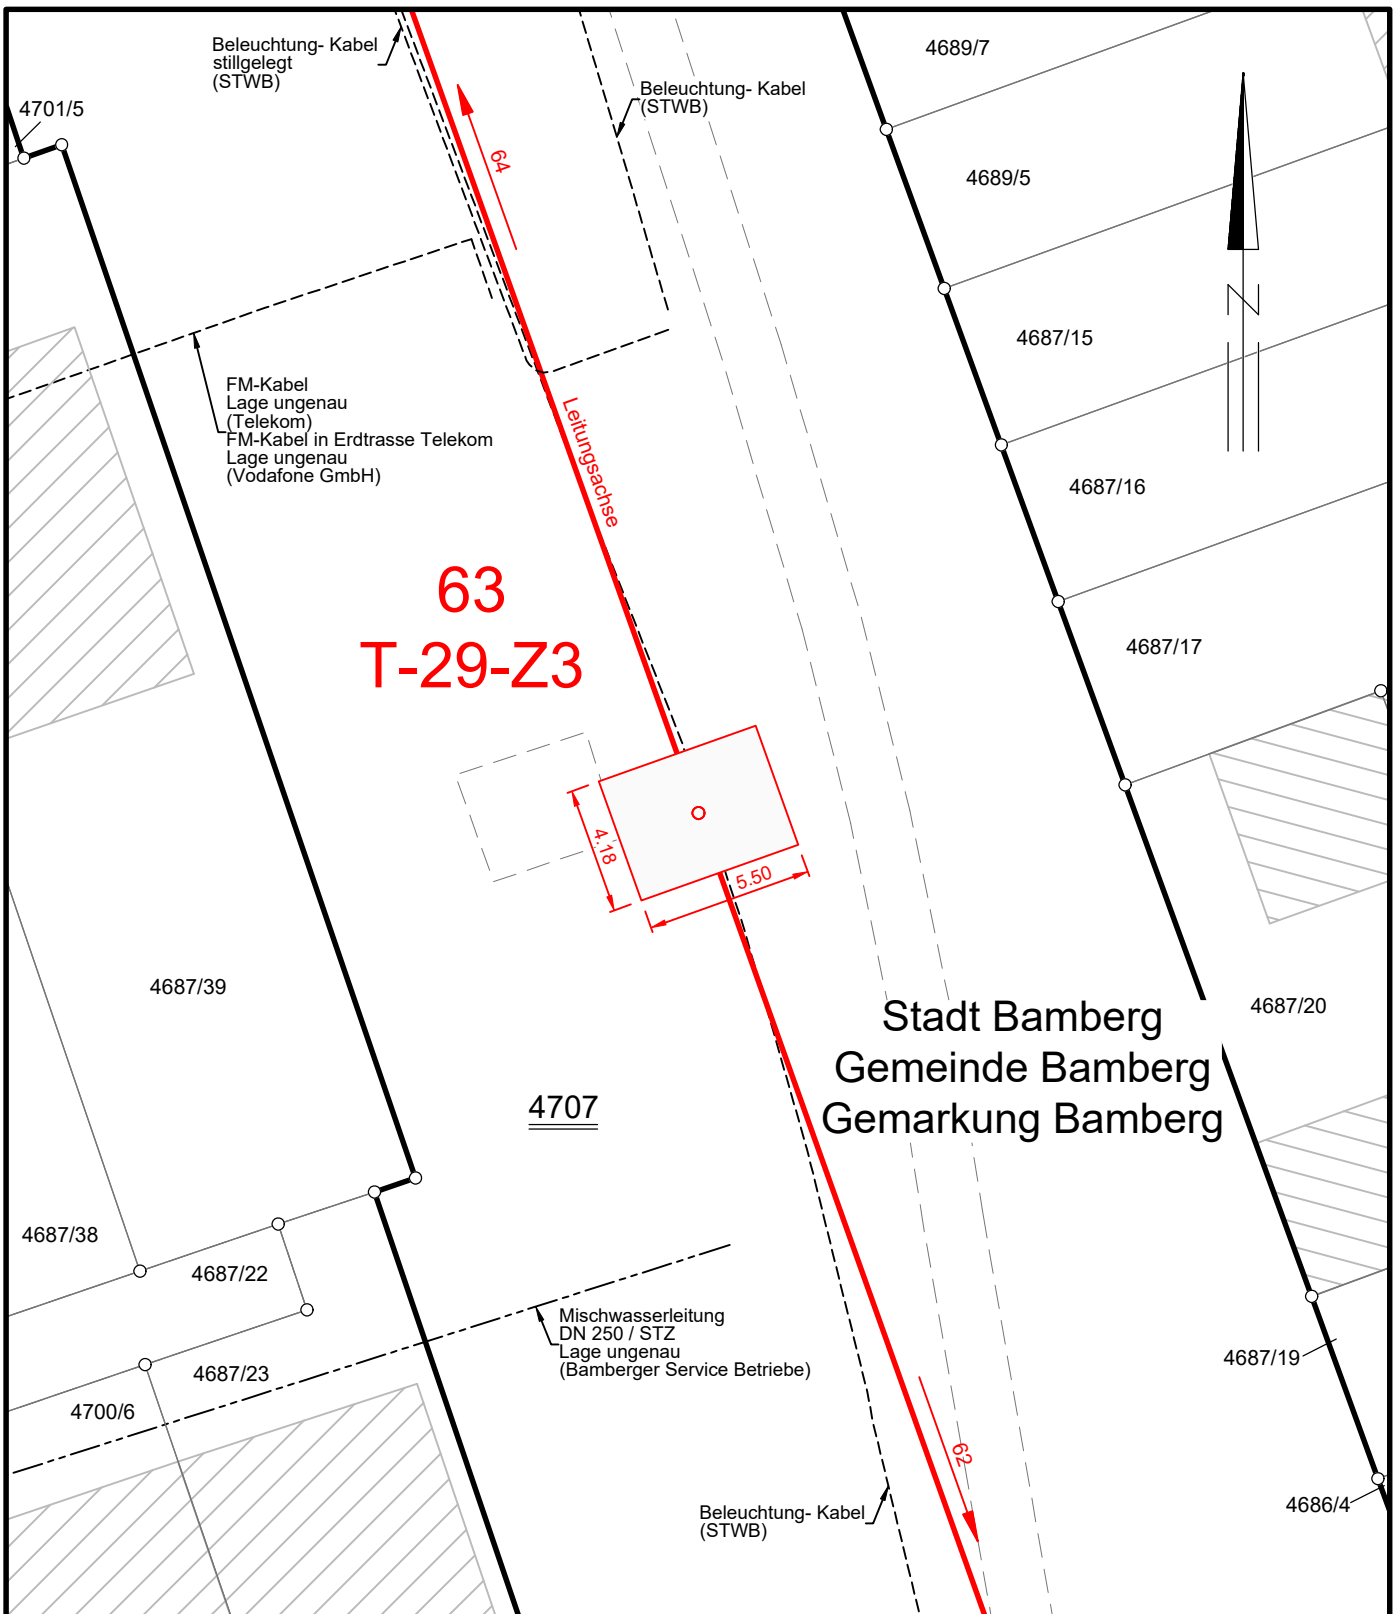 Beleuchtung- Kabel
stillgelegt
(STWB)
4689/7
Beleuchtung- Kabel
(STWB)
4701/5
64
4689/5
N
4687/15
FM-Kabel
Lage ungenau
(Telekom)
FM-Kabel in Erdtrasse Telekom
Lage ungenau
(Vodafone GmbH)
Leitungsachse
4687/16
63
T-29-Z3
4687/17
4.18
5.50
4687/39
Stadt Bamberg
Gemeinde Bamberg
Gemarkung Bamberg
4687/20
4707
4687/38
4687/22
Mischwasserleitung
DN 250 / STZ
Lage ungenau
(Bamberger Service Betriebe)
4687/19
4687/23
4700/6
62
Beleuchtung- Kabel
(STWB)
4686/4